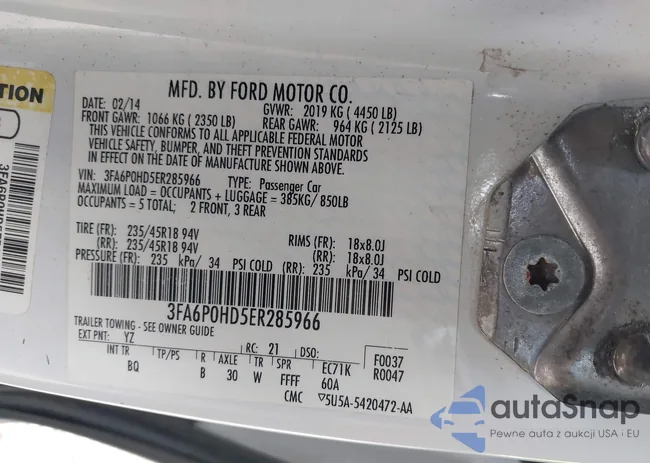 TION
3FA6P0HD5E
MFD. BY FORD MOTOR CO.
DATE: 02/14 GVWR: 2019 KG ( 4450 LB)
FRONT GAWR: 1066 KG ( 2350 LB) REAR GAWR: 964 KG ( 2125 LB)
THIS VEHICLE CONFORMS TO ALL APPLICABLE FEDERAL MOTOR
VEHICLE SAFETY, BUMPER, AND THEFT PREVENTION STANDARDS
IN EFFECT ON THE DATE OF MANUFACTURE SHOWN ABOVE.
VIN: 3FA6P0HD5ER285966 TYPE: Passenger Car
MAXIMUM LOAD = OCCUPANTS + LUGGAGE = 385KG/ 850LB
OCCUPANTS = 5 TOTAL; 2 FRONT, 3 REAR
TIRE (FR): 235/45R18 94V RIMS (FR): 18x8.0J
(RR): 235/45R18 94V (RR): 18x8.0J
PRESSURE (FR): 235 kPa/ 34 PSI COLD (RR): 235 kPa/ 34 PSI COLD
3FA6P0HD5ER285966
TRAILER TOWING - SEE OWNER GUIDE
EXT PNT: YZ RC: 21 DSO: F0037
INT TR TP/PS R AXLE TR SPR EC71K R0047
BQ B 30 W FFFF 60A
CMC 5U5A-5420472-AA
autoSnap
Pewne auta z aukcji USA i EU